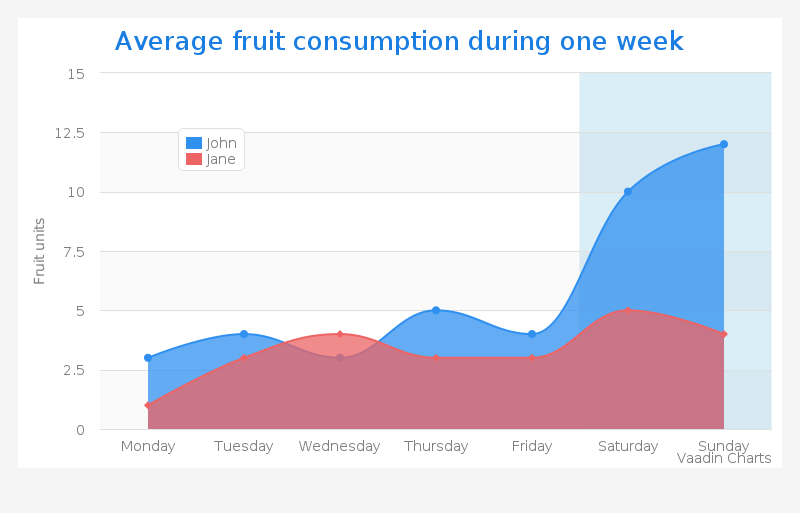 Average fruit consumption during one week
15
12.5
10
7.5
5
2.5
0
Fruit units
John
Jane
Monday Tuesday Wednesday Thursday Friday Saturday Sunday
Vaadin Charts